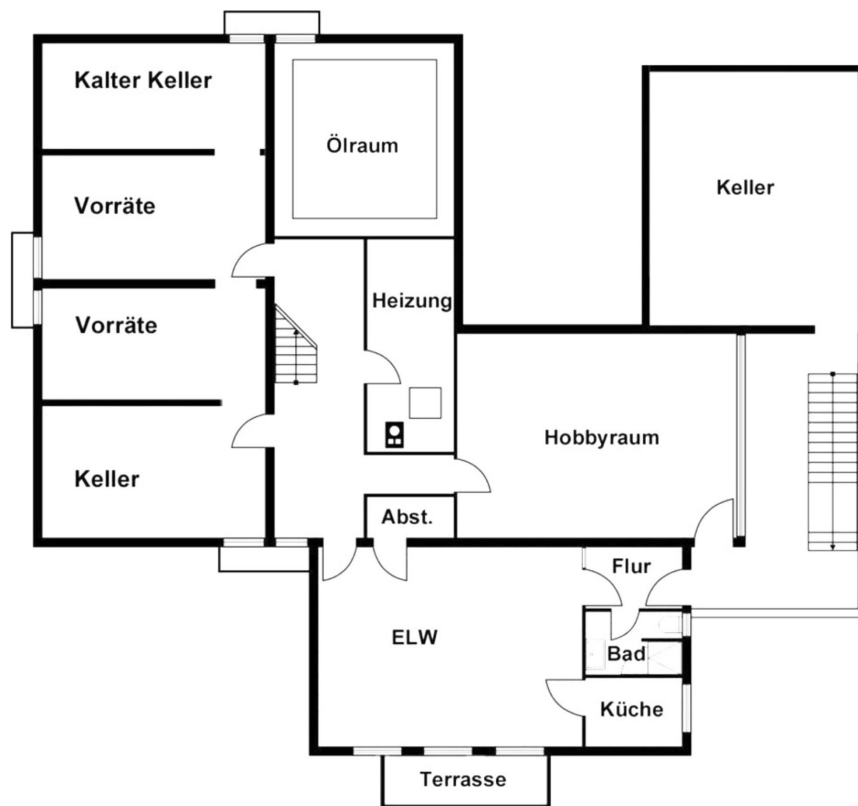 Kalter Keller
Ölraum
Keller
Vorräte
Heizung
Vorräte
Hobbyraum
Keller
Abst.
Flur
ELW
Bad
Küche
Terrasse